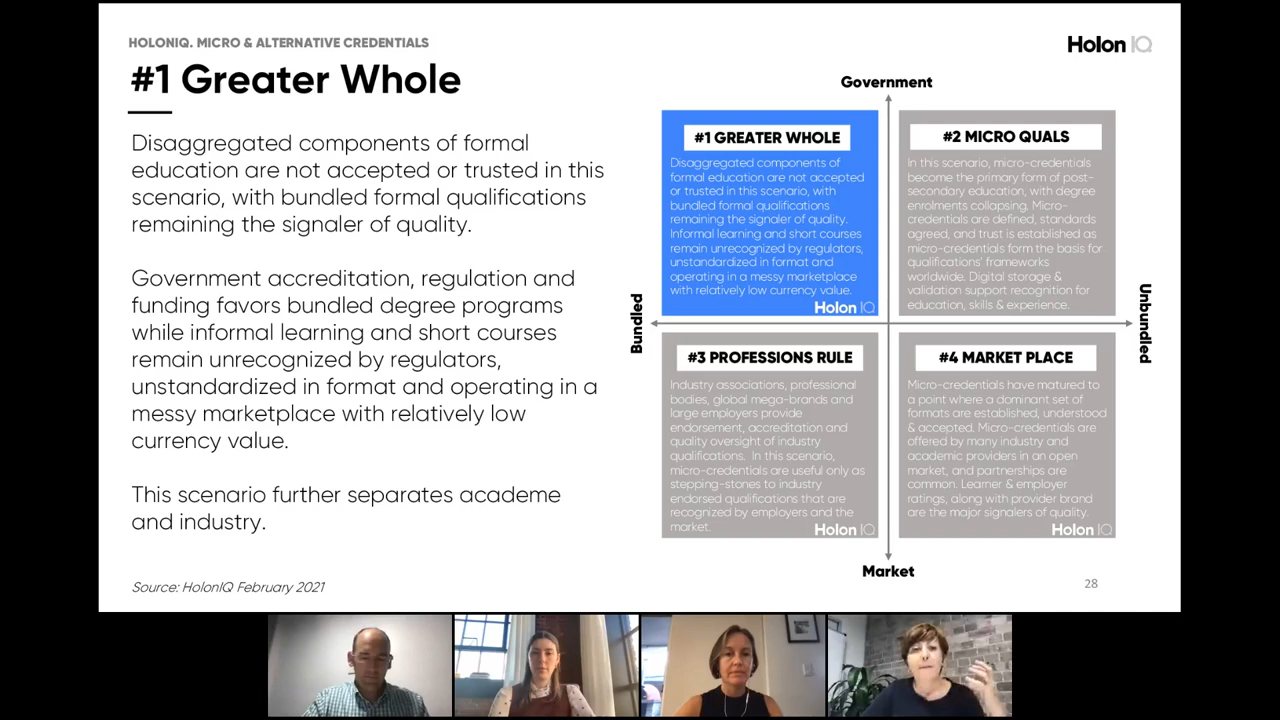 HOLONIQ. MICRO & ALTERNATIVE CREDENTIALS
Holon IQ
#1 Greater Whole
Disaggregated components of formal
education are not accepted or trusted in this
scenario, with bundled formal qualifications
remaining the signaler of quality.
Government accreditation, regulation and
funding favors bundled degree programs
while informal learning and short courses
remain unrecognized by regulators,
unstandardized in format and operating in a
messy marketplace with relatively low
currency value.
This scenario further separates academe
and industry.
Source: HolonIQ February 2021
Government
#1 GREATER WHOLE
Disaggregated components of
formal education are not accepted
or trusted in this scenario, with
bundled formal qualifications
remaining the signaler of quality.
Informal learning and short courses
remain unrecognized by regulators,
unstandardized in format and
operating in a messy marketplace
with relatively low currency value.
Holon IQ
#2 MICRO QUALS
In this scenario, micro-credentials
become the primary form of post-
secondary education, with degree
enrolments collapsing. Micro-
credentials are defined, standards
agreed, and trust is established as
micro-credentials form the basis for
qualifications' frameworks
worldwide. Digital storage &
validation support recognition for
education, skills & experience.
Bundled
Unbundled
#3 PROFESSIONS RULE
Industry associations, professional
bodies, global mega-brands and
large employers provide
endorsement, accreditation and
quality oversight of industry
qualifications. In this scenario,
micro-credentials are useful only as
stepping-stones to industry
endorsed qualifications that are
recognized by employers and the
market.
Holon IQ
#4 MARKET PLACE
Micro-credentials have matured to
a point where a dominant set of
formats are established, understood
& accepted. Micro-credentials are
offered by many industry and
academic providers in an open
market, and partnerships are
common. Learner & employer
ratings, along with provider brand
are the major signalers of quality.
Holon IQ
Market
28